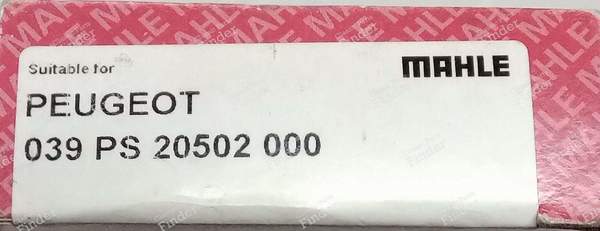 Suitable for
MAHLE
PEUGEOT
039 PS 20502 000